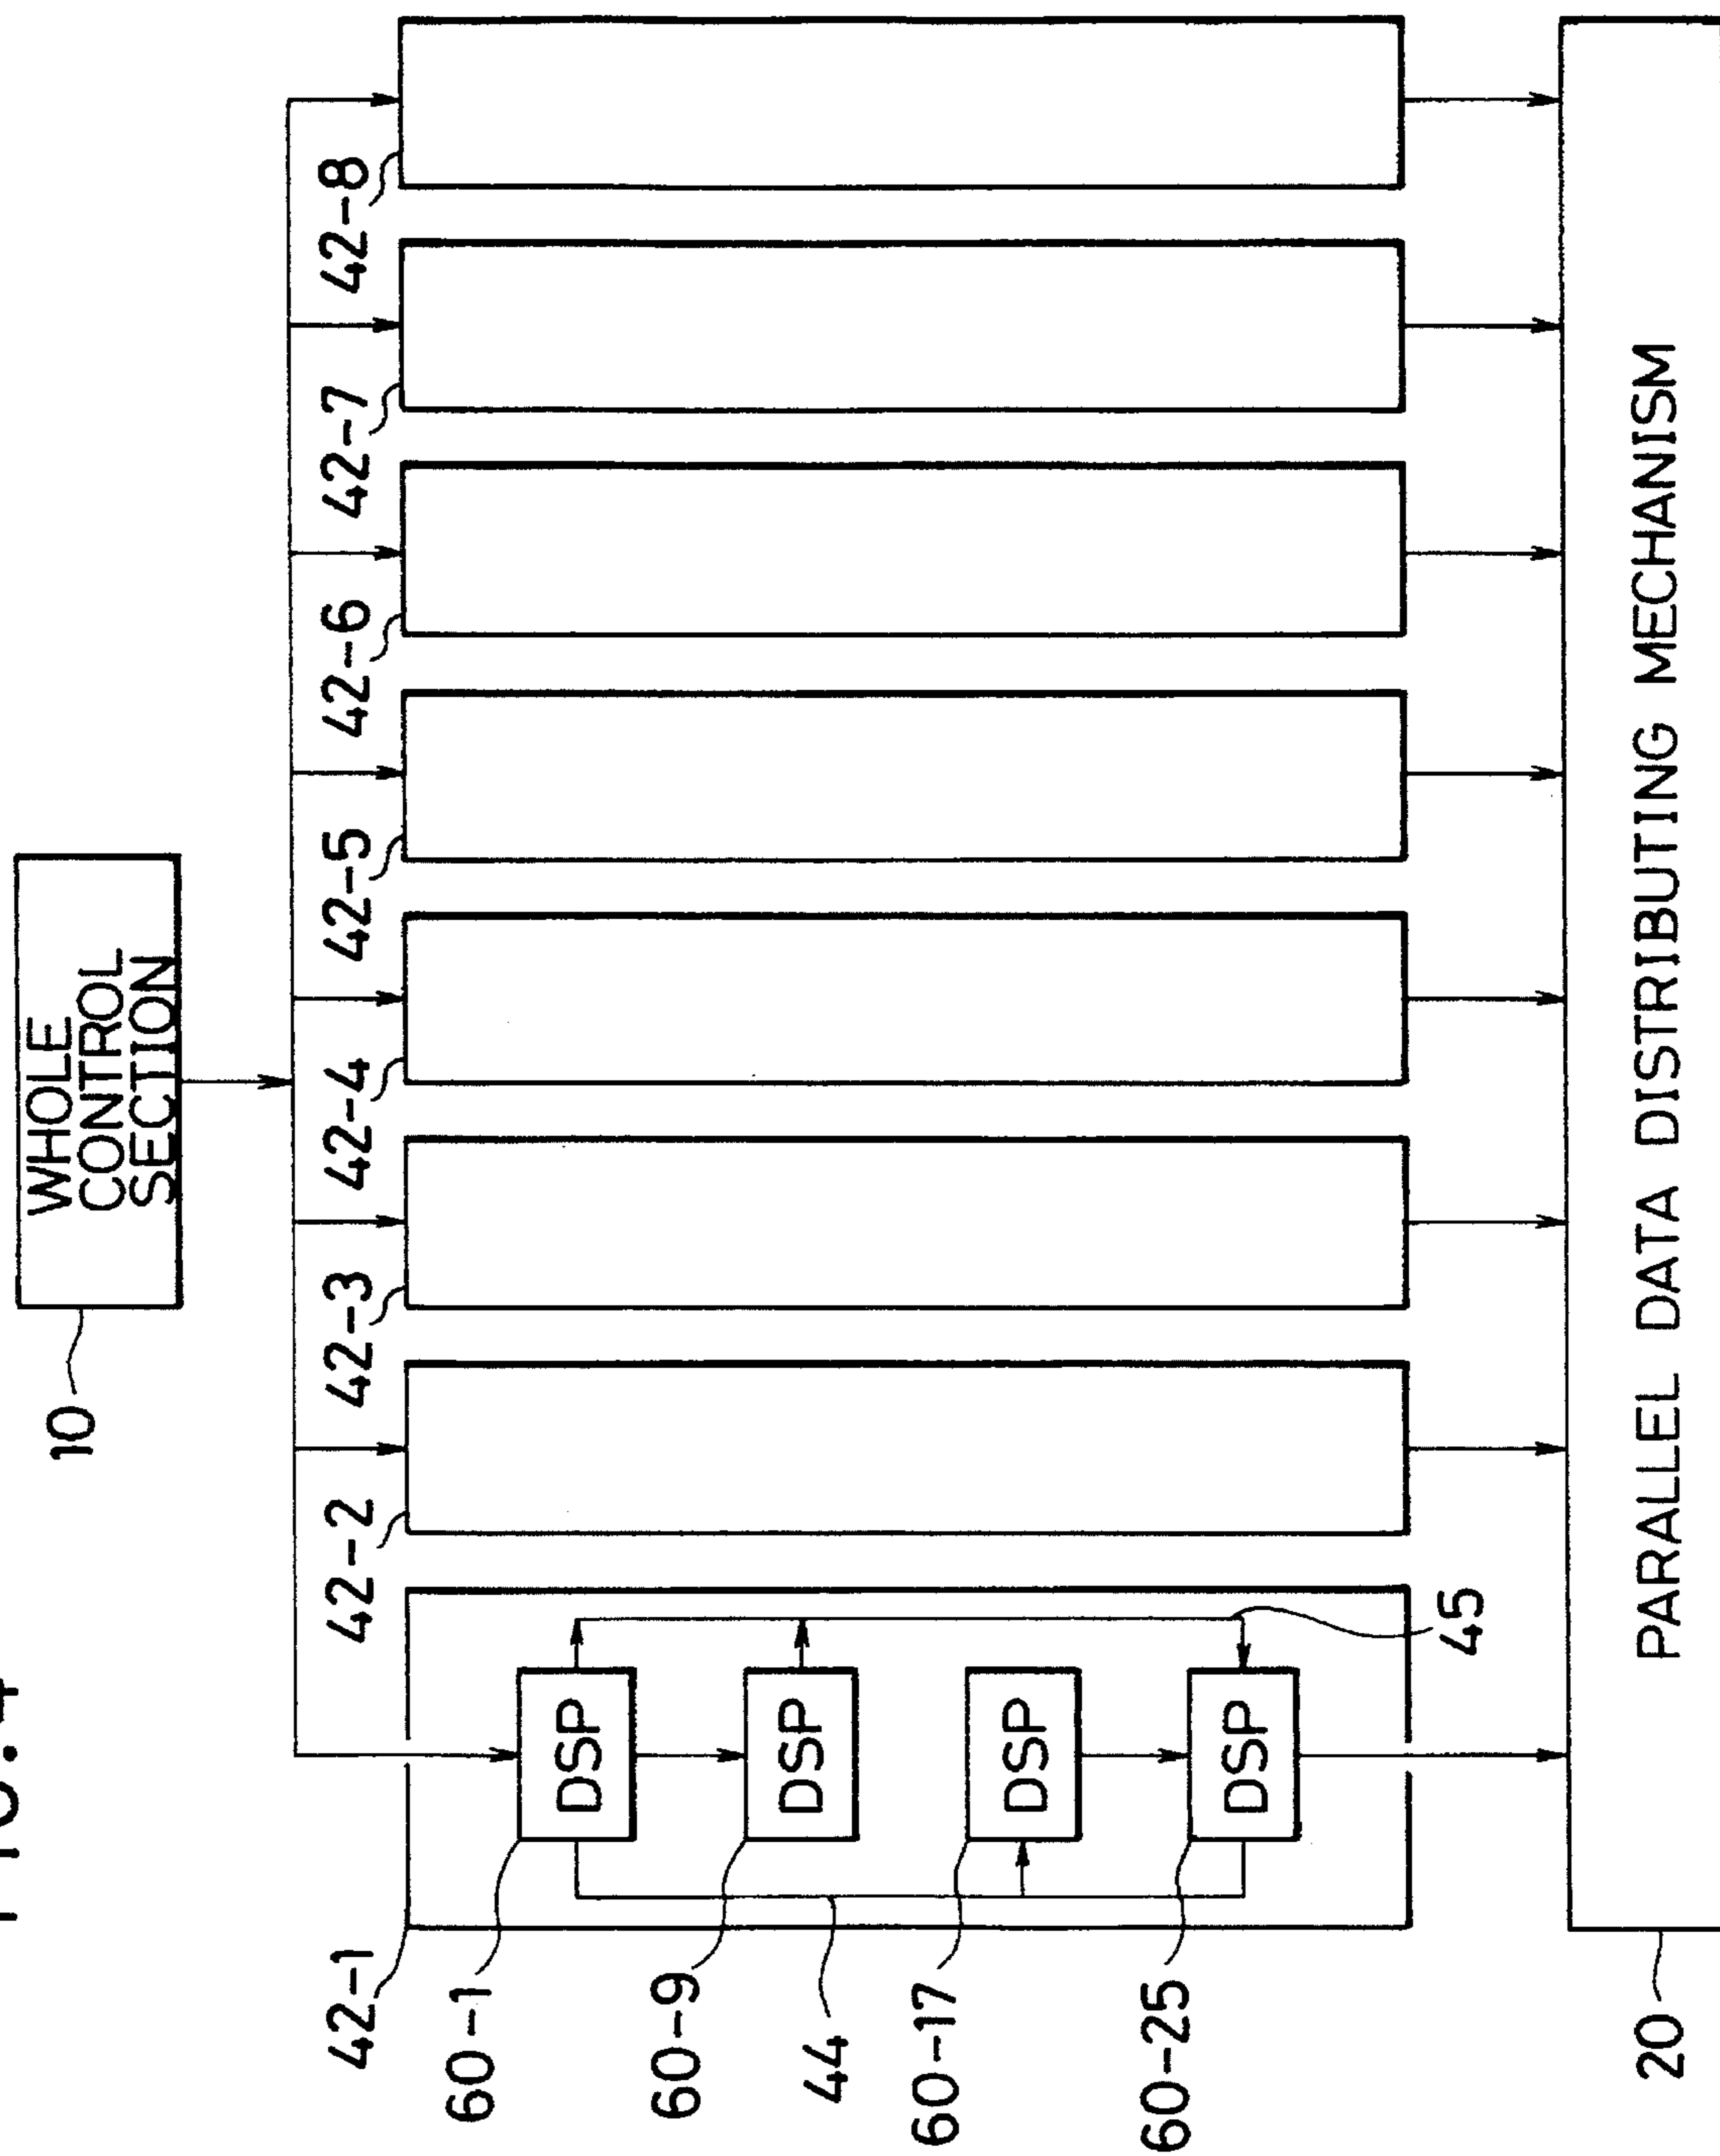 WHOLE
CONTROL
SECTION
10
42-1
42-2
42-3
42-4
42-5
42-6
42-7
42-8
60-1
DSP
60-9
DSP
44
60-17
DSP
60-25
DSP
45
20
PARALLEL DATA DISTRIBUTING MECHANISM